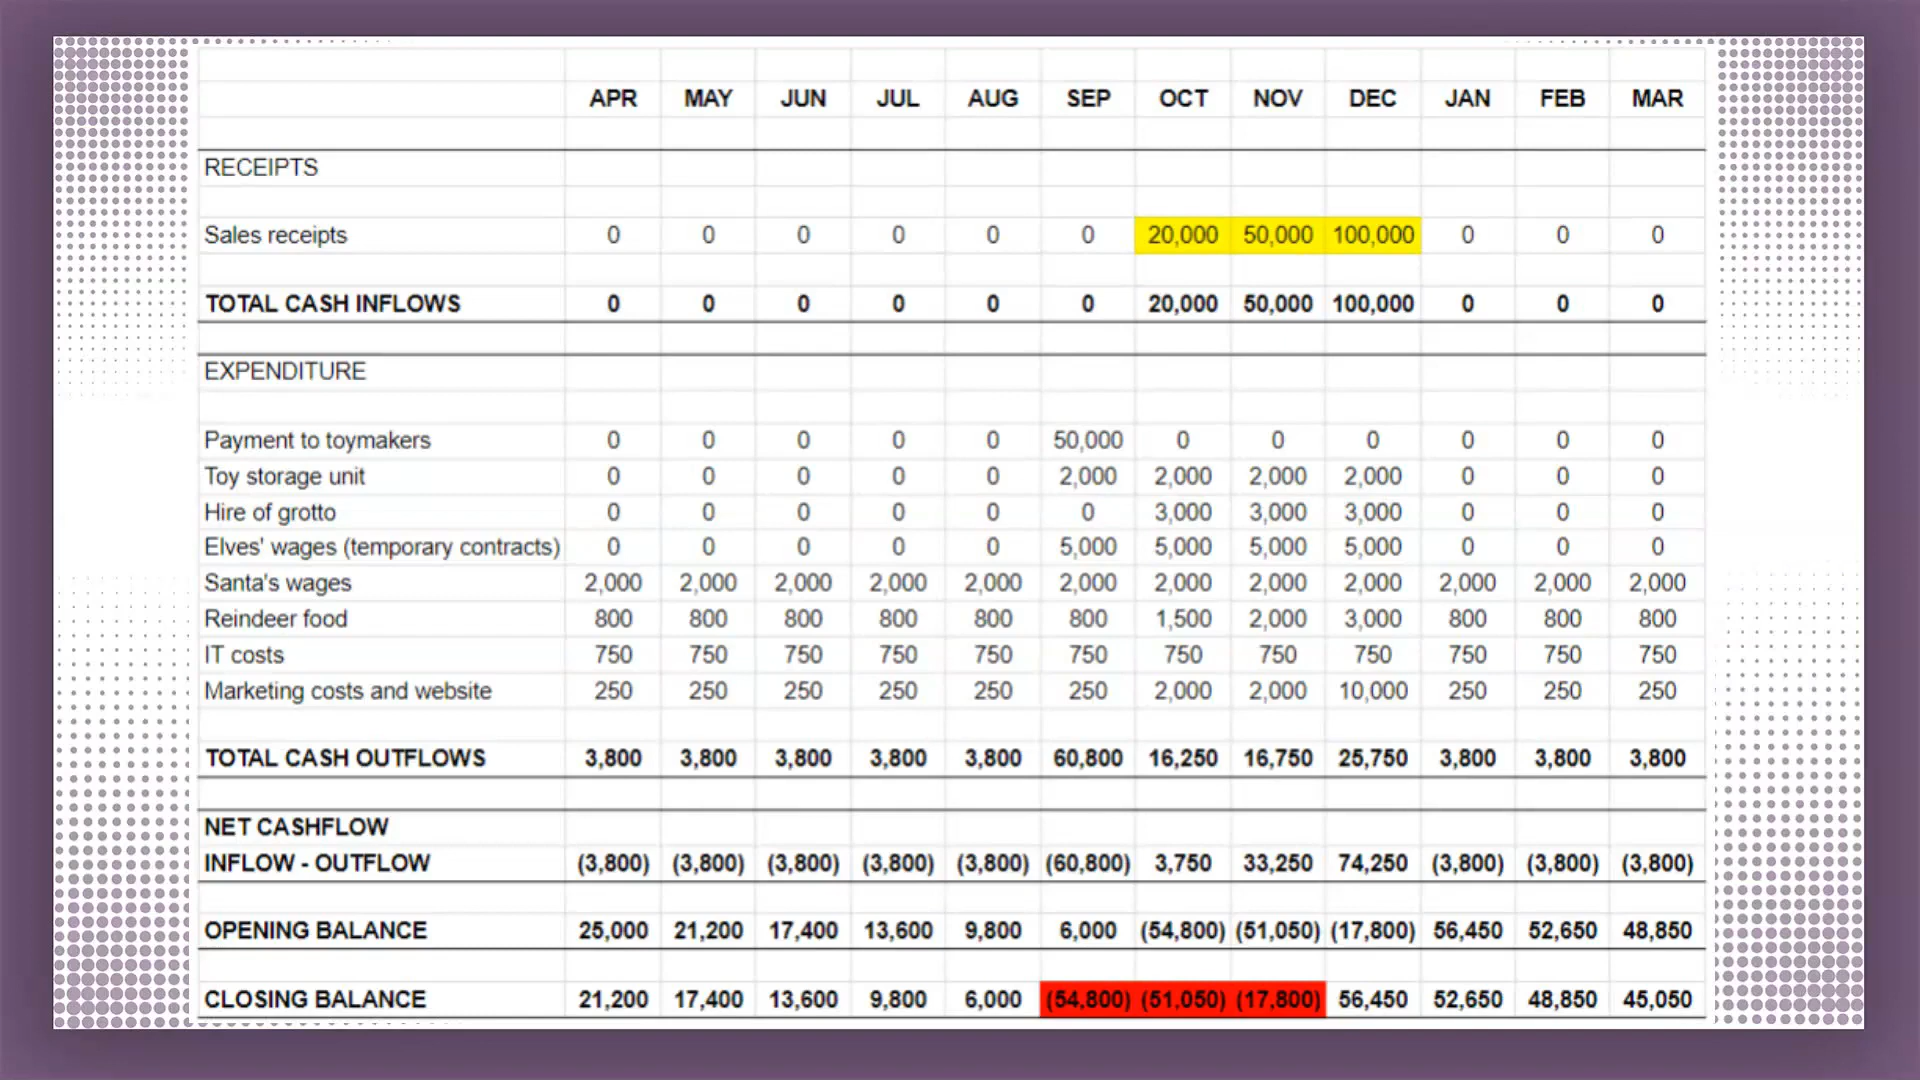 APR MAY JUN JUL AUG SEP OCT NOV DEC JAN FEB MAR
RECEIPTS
Sales receipts 0 0 0 0 0 0 20,000 50,000 100,000 0 0 0
TOTAL CASH INFLOWS 0 0 0 0 0 0 20,000 50,000 100,000 0 0 0
EXPENDITURE
Payment to toymakers 0 0 0 0 0 50,000 0 0 0 0 0 0
Toy storage unit 0 0 0 0 0 2,000 2,000 2,000 2,000 0 0 0
Hire of grotto 0 0 0 0 0 0 3,000 3,000 3,000 0 0 0
Elves' wages (temporary contracts) 0 0 0 0 0 5,000 5,000 5,000 5,000 0 0 0
Santa's wages 2,000 2,000 2,000 2,000 2,000 2,000 2,000 2,000 2,000 2,000 2,000 2,000
Reindeer food 800 800 800 800 800 800 1,500 2,000 3,000 800 800 800
IT costs 750 750 750 750 750 750 750 750 750 750 750 750
Marketing costs and website 250 250 250 250 250 250 2,000 2,000 10,000 250 250 250
TOTAL CASH OUTFLOWS 3,800 3,800 3,800 3,800 3,800 60,800 16,250 16,750 25,750 3,800 3,800 3,800
NET CASHFLOW
INFLOW - OUTFLOW (3,800) (3,800) (3,800) (3,800) (3,800) (60,800) 3,750 33,250 74,250 (3,800) (3,800) (3,800)
OPENING BALANCE 25,000 21,200 17,400 13,600 9,800 6,000 (54,800) (51,050) (17,800) 56,450 52,650 48,850
CLOSING BALANCE 21,200 17,400 13,600 9,800 6,000 (54,800) (51,050) (17,800) 56,450 52,650 48,850 45,050